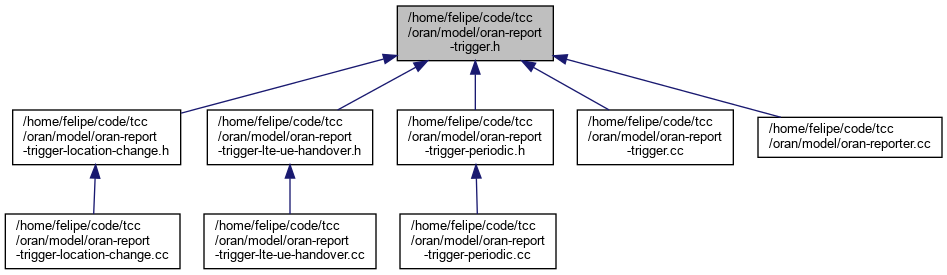 /home/felipe/code/tcc
/oran/model/oran-report
-trigger.h
/home/felipe/code/tcc
/oran/model/oran-report
-trigger-location-change.h
/home/felipe/code/tcc
/oran/model/oran-report
-trigger-lte-ue-handover.h
/home/felipe/code/tcc
/oran/model/oran-report
-trigger-periodic.h
/home/felipe/code/tcc
/oran/model/oran-report
-trigger.cc
/home/felipe/code/tcc
/oran/model/oran-reporter.cc
/home/felipe/code/tcc
/oran/model/oran-report
-trigger-location-change.cc
/home/felipe/code/tcc
/oran/model/oran-report
-trigger-lte-ue-handover.cc
/home/felipe/code/tcc
/oran/model/oran-report
-trigger-periodic.cc